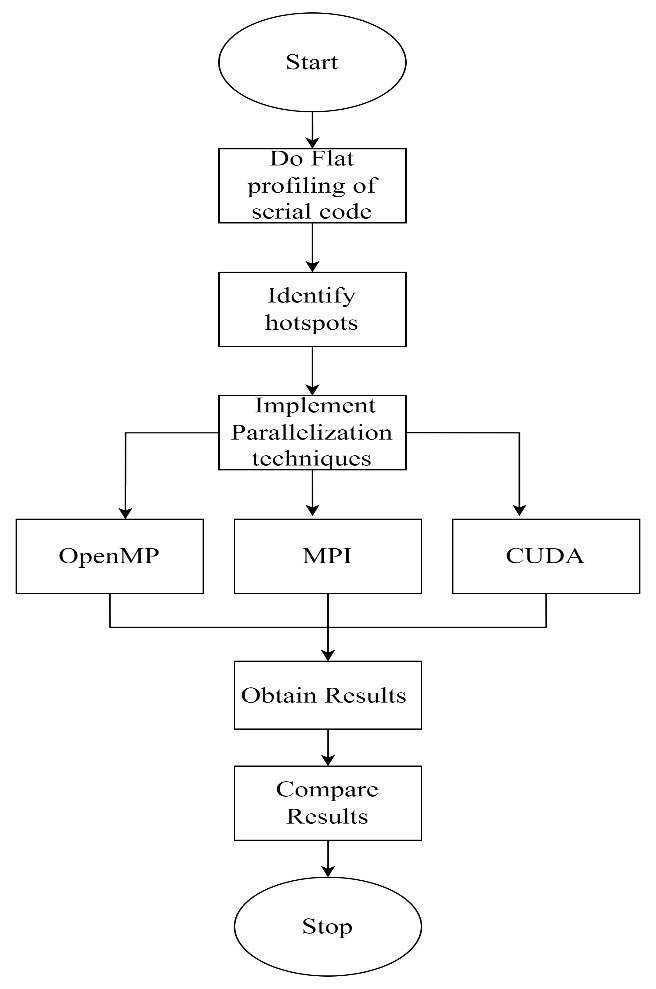 Start
Do Flat
profiling of
serial code
Identify
hotspots
Implement
Parallelization
techniques
OpenMP
MPI
CUDA
Obtain Results
Compare
Results
Stop